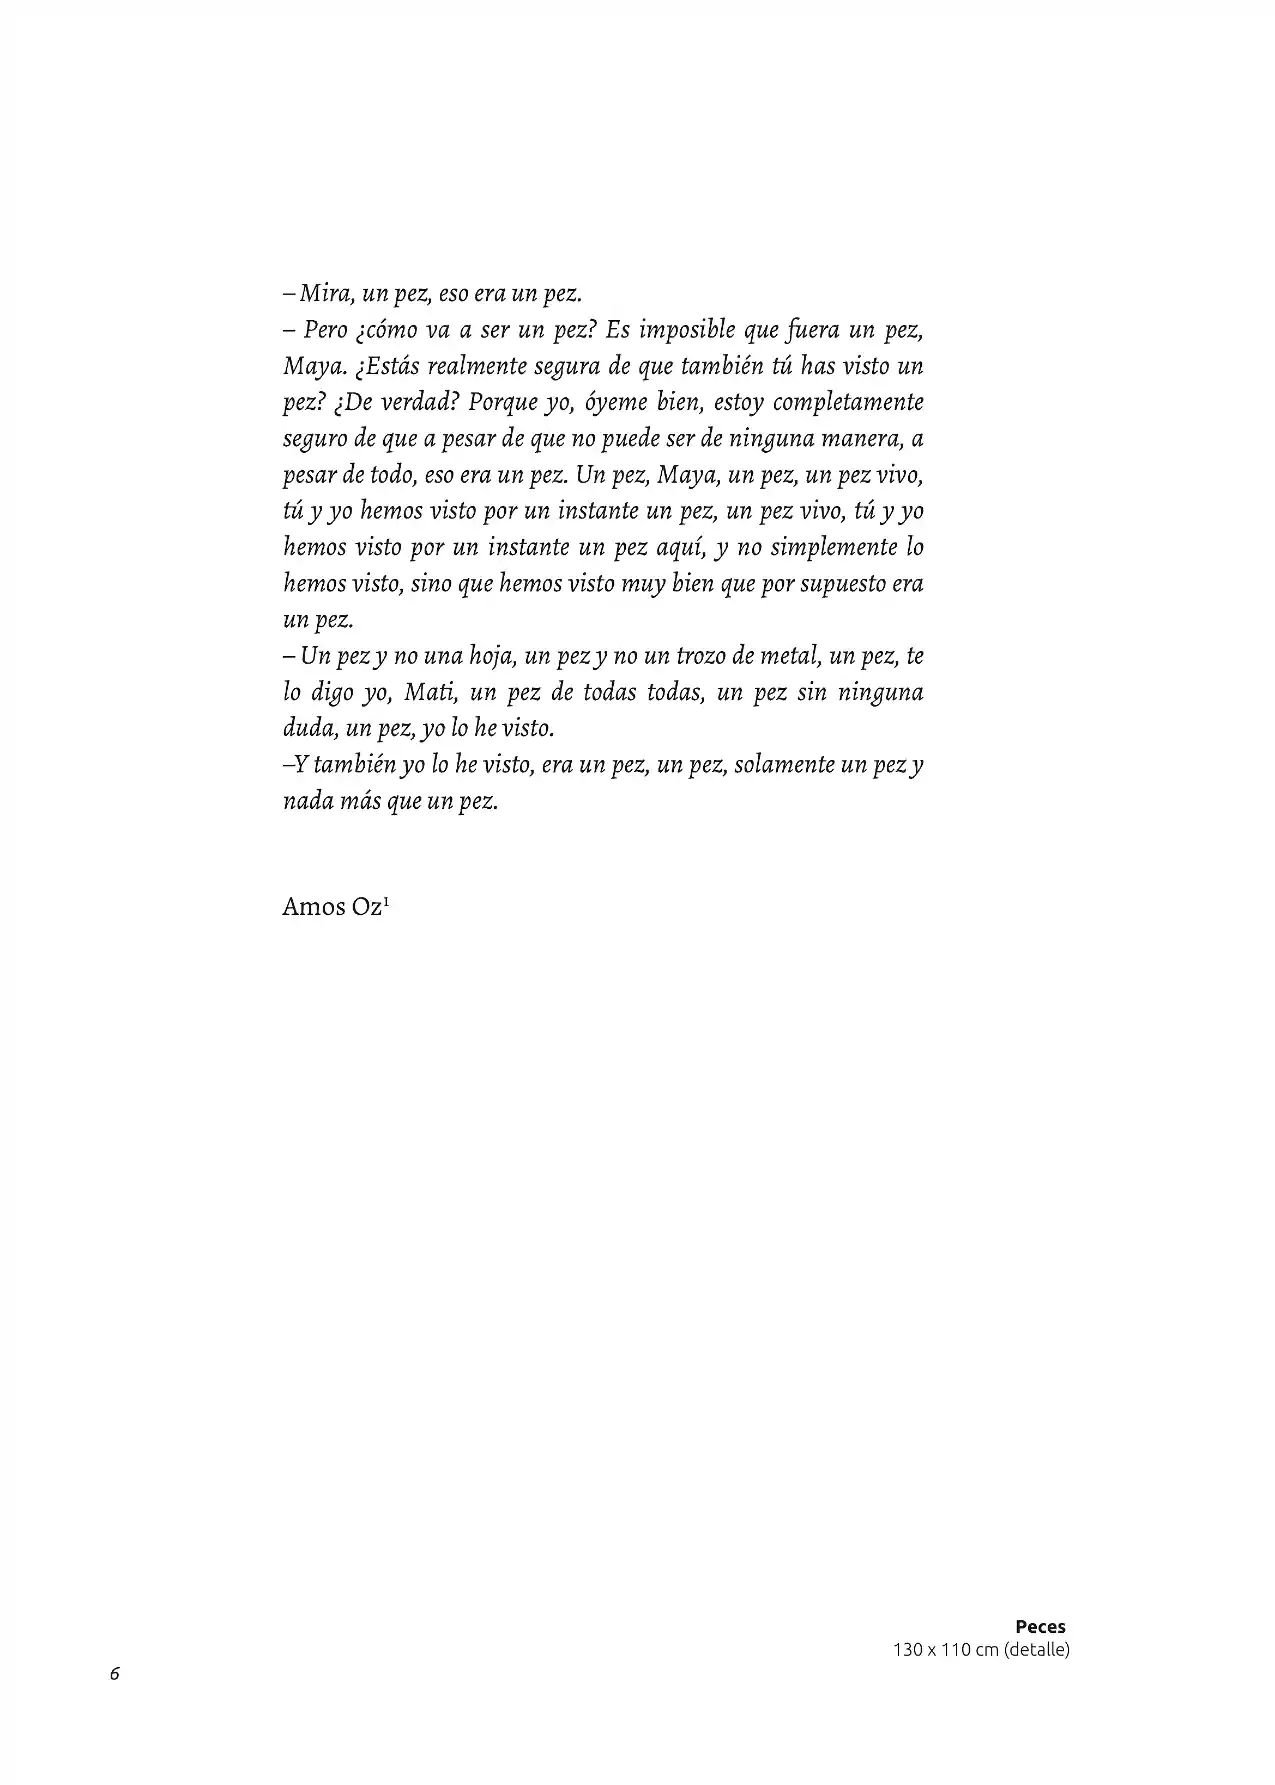 – Mira, un pez, eso era un pez.
– Pero ¿cómo va a ser un pez? Es imposible que fuera un pez,
Maya. ¿Estás realmente segura de que también tú has visto un
pez? ¿De verdad? Porque yo, óyeme bien, estoy completamente
seguro de que a pesar de que no puede ser de ninguna manera, a
pesar de todo, eso era un pez. Un pez, Maya, un pez, un pez vivo,
tú y yo hemos visto por un instante un pez, un pez vivo, tú y yo
hemos visto por un instante un pez aquí, y no simplemente lo
hemos visto, sino que hemos visto muy bien que por supuesto era
un pez.
– Un pez y no una hoja, un pez y no un trozo de metal, un pez, te
lo digo yo, Mati, un pez de todas todas, un pez sin ninguna
duda, un pez, yo lo he visto.
–Y también yo lo he visto, era un pez, un pez, solamente un pez y
nada más que un pez.
Amos Oz¹
Peces
130 x 110 cm (detalle)
6